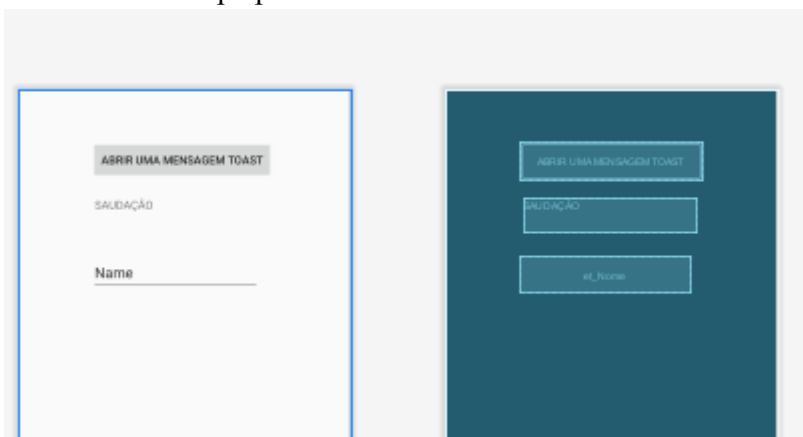 ABRIR UMA MENSAGEM TOAST
SAUDAÇÃO
Name
ABRIR UMA MENSAGEM TOAST
SAUDAÇÃO
et_Nome